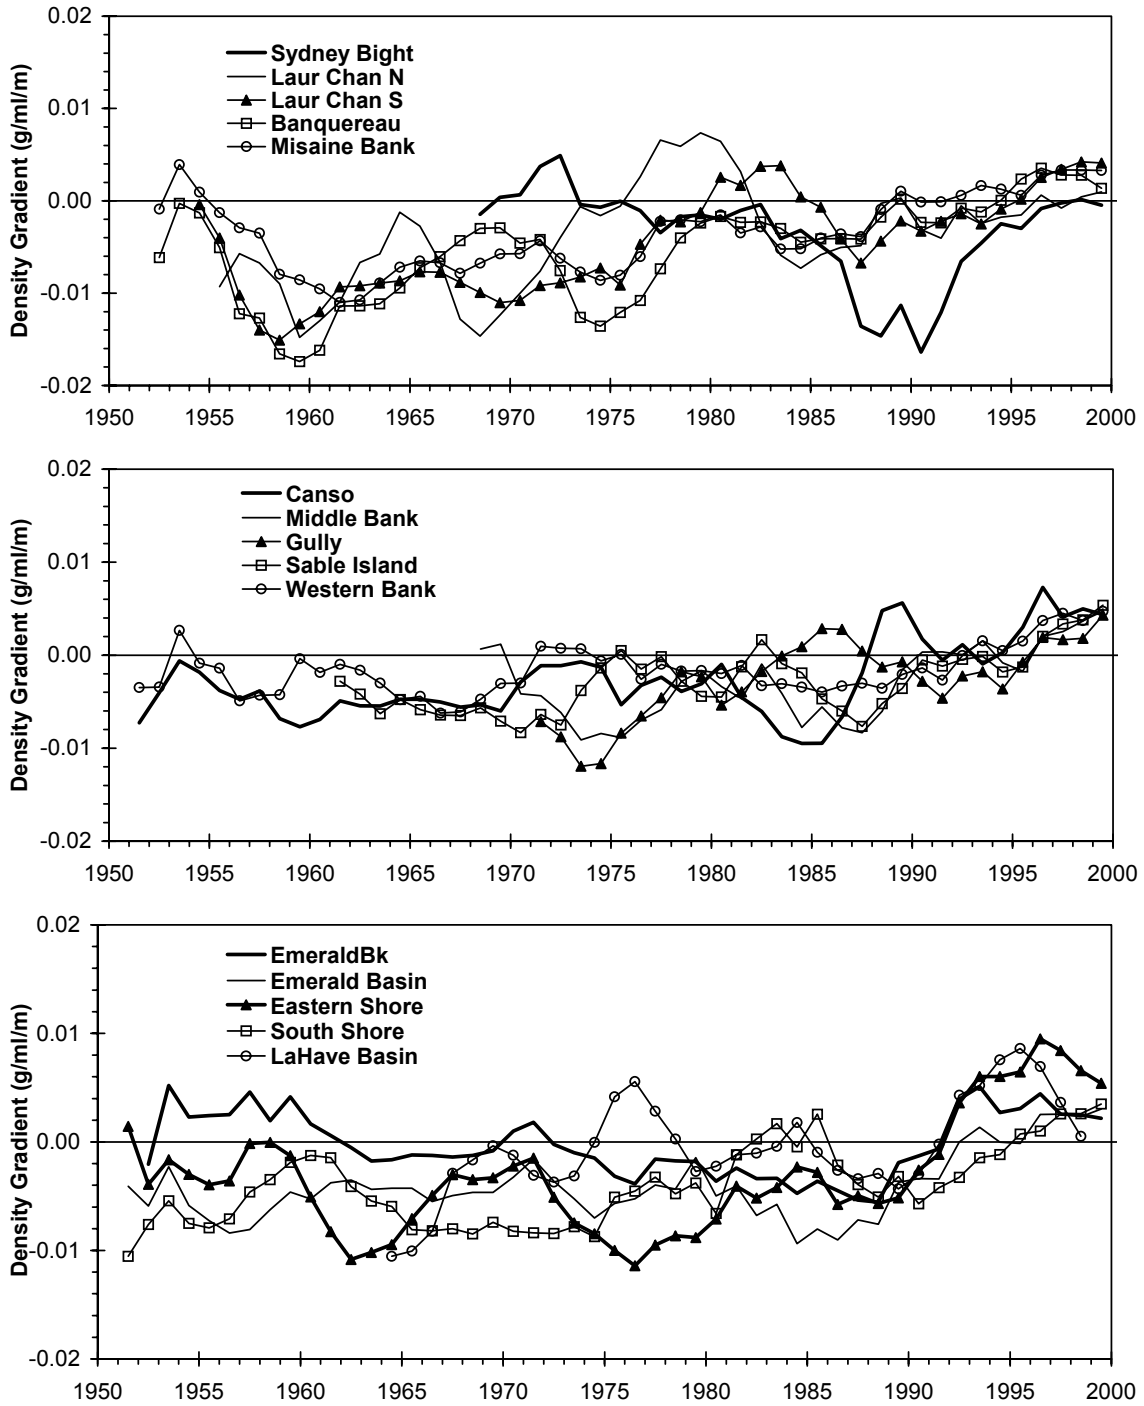 0.02
Sydney Bight
Laur Chan N
0.01
Laur Chan S
Banquereau
Misaine Bank
0.00
-0.01
-0.02
Density Gradient (g/ml/m)
1950 1955 1960 1965 1970 1975 1980 1985 1990 1995 2000
0.02
Canso
Middle Bank
0.01
Gully
Sable Island
Western Bank
0.00
-0.01
-0.02
Density Gradient (g/ml/m)
1950 1955 1960 1965 1970 1975 1980 1985 1990 1995 2000
0.02
EmeraldBk
Emerald Basin
0.01
Eastern Shore
South Shore
LaHave Basin
0.00
-0.01
-0.02
Density Gradient (g/ml/m)
1950 1955 1960 1965 1970 1975 1980 1985 1990 1995 2000